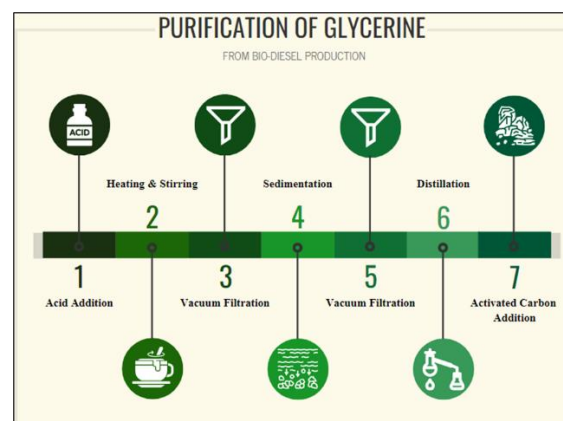 PURIFICATION OF GLYCERINE
FROM BIO-DIESEL PRODUCTION
ACID
1
Acid Addition
Heating & Stirring
2
3
Vacuum Filtration
Sedimentation
4
5
Vacuum Filtration
Distillation
6
7
Activated Carbon
Addition